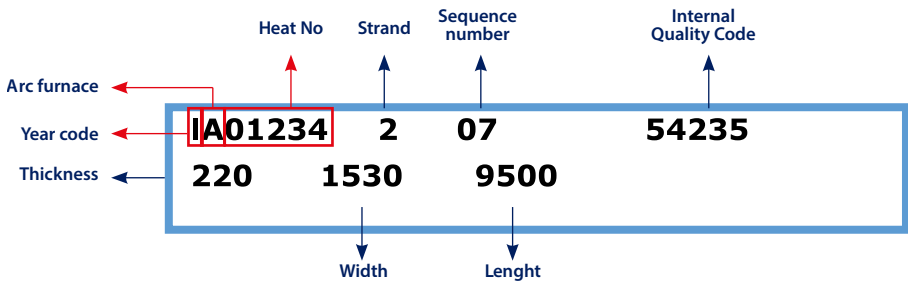 Heat No
Strand
Sequence
number
Internal
Quality Code
Arc furnace
Year code
IA01234 2 07 54235
Thickness
220 1530 9500
Width
Lenght